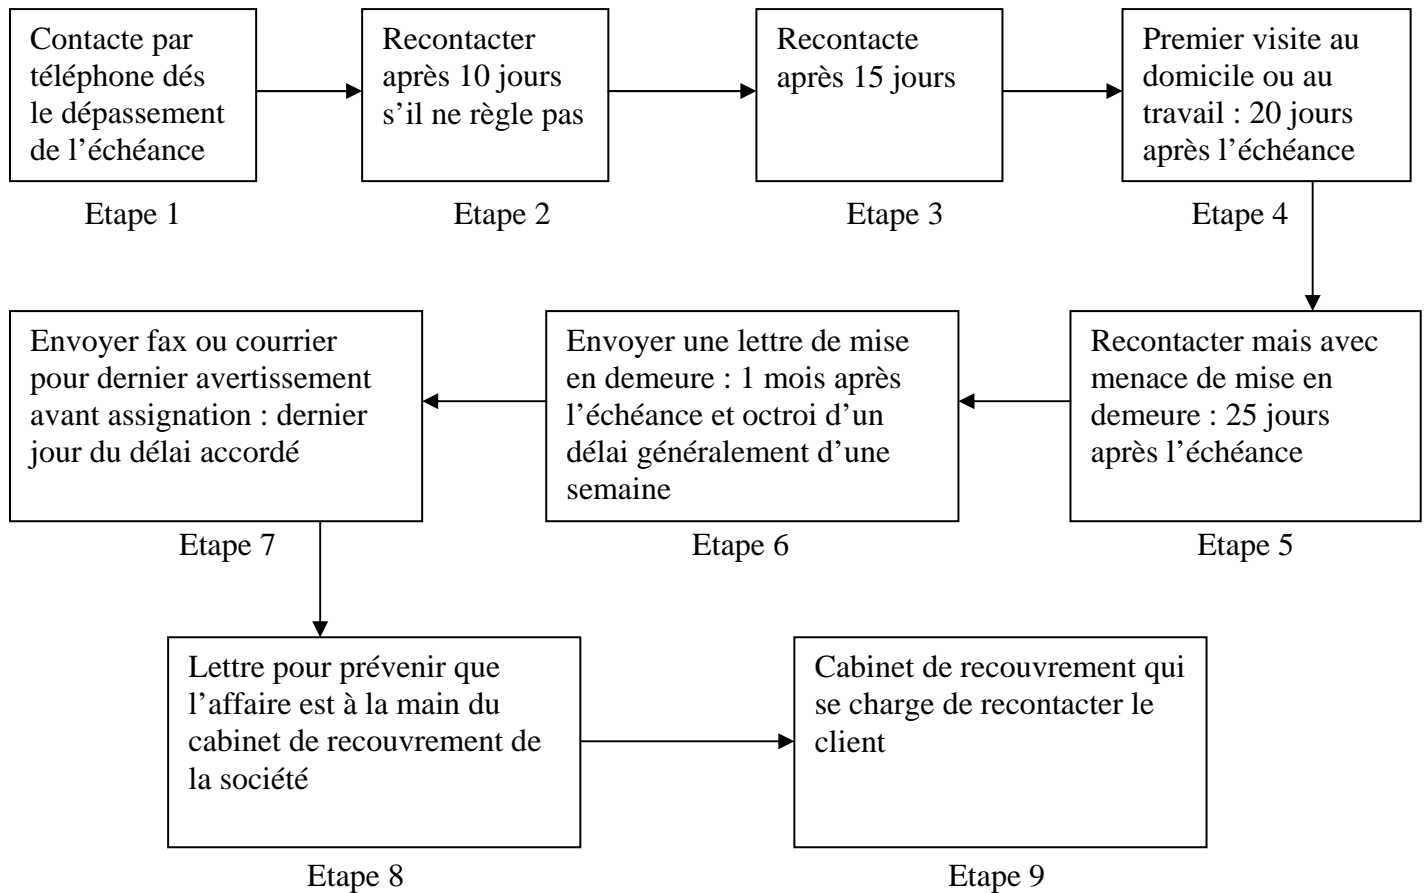 Contacte par
téléphone dés
le dépassement
de l’échéance
Etape 1
Recontacter
après 10 jours
s’il ne règle pas
Etape 2
Recontacte
après 15 jours
Etape 3
Premier visite au
domicile ou au
travail : 20 jours
après l’échéance
Etape 4
Recontacter mais avec
menace de mise en
demeure : 25 jours
après l’échéance
Etape 5
Envoyer une lettre de mise
en demeure : 1 mois après
l’échéance et octroi d’un
délai généralement d’une
semaine
Etape 6
Envoyer fax ou courrier
pour dernier avertissement
avant assignation : dernier
jour du délai accordé
Etape 7
Lettre pour prévenir que
l’affaire est à la main du
cabinet de recouvrement de
la société
Etape 8
Cabinet de recouvrement qui
se charge de recontacter le
client
Etape 9